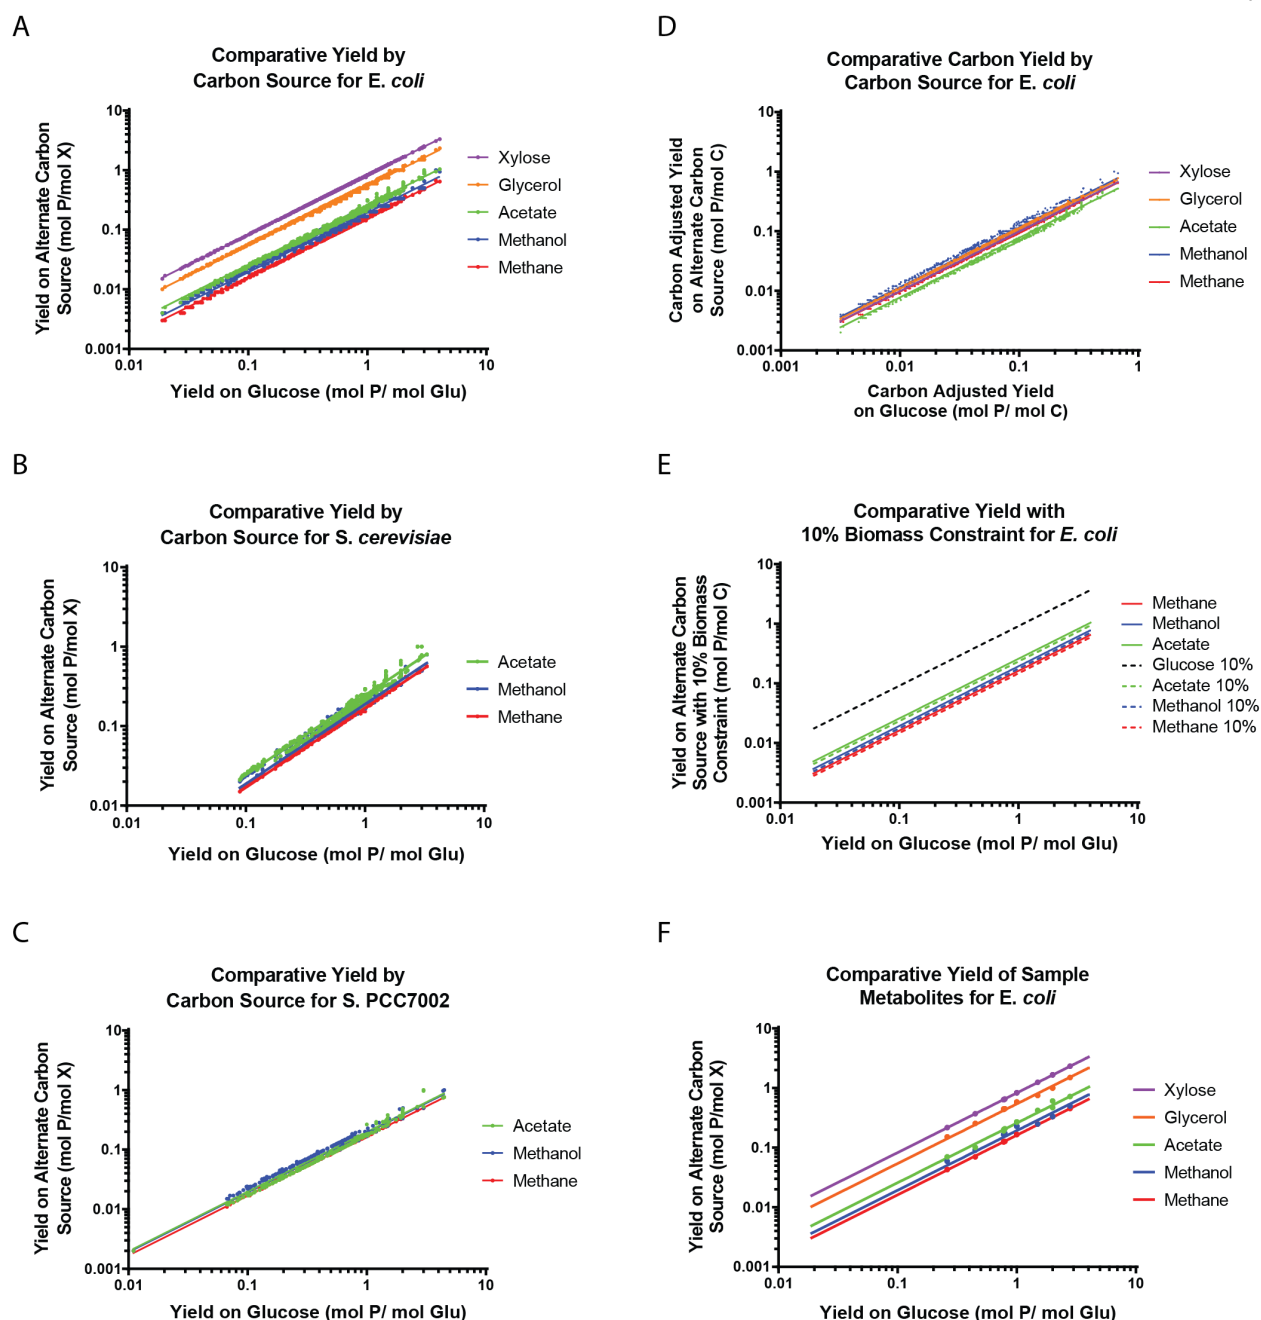 A
Comparative Yield by
Carbon Source for E. coli
Yield on Alternate Carbon
Source (mol P/mol X)
10
1
0.1
0.01
0.001
0.01
0.1
1
10
Yield on Glucose (mol P/ mol Glu)
Xylose
Glycerol
Acetate
Methanol
Methane
D
Comparative Carbon Yield by
Carbon Source for E. coli
Carbon Adjusted Yield
on Alternate Carbon
Source (mol P/mol C)
10
1
0.1
0.01
0.001
0.001
0.01
0.1
1
Carbon Adjusted Yield
on Glucose (mol P/ mol C)
Xylose
Glycerol
Acetate
Methanol
Methane
B
Comparative Yield by
Carbon Source for S. cerevisiae
Yield on Alternate Carbon
Source (mol P/mol X)
10
1
0.1
0.01
0.01
0.1
1
10
Yield on Glucose (mol P/ mol Glu)
Acetate
Methanol
Methane
E
Comparative Yield with
10% Biomass Constraint for E. coli
Yield on Alternate Carbon
Source with 10% Biomass
Constraint (mol P/mol C)
10
1
0.1
0.01
0.001
0.01
0.1
1
10
Yield on Glucose (mol P/ mol Glu)
Methane
Methanol
Acetate
Glucose 10%
Acetate 10%
Methanol 10%
Methane 10%
C
Comparative Yield by
Carbon Source for S. PCC7002
Yield on Alternate Carbon
Source (mol P/mol X)
10
1
0.1
0.01
0.001
0.01
0.1
1
10
Yield on Glucose (mol P/ mol Glu)
Acetate
Methanol
Methane
F
Comparative Yield of Sample
Metabolites for E. coli
Yield on Alternate Carbon
Source (mol P/mol X)
10
1
0.1
0.01
0.001
0.01
0.1
1
10
Yield on Glucose (mol P/ mol Glu)
Xylose
Glycerol
Acetate
Methanol
Methane